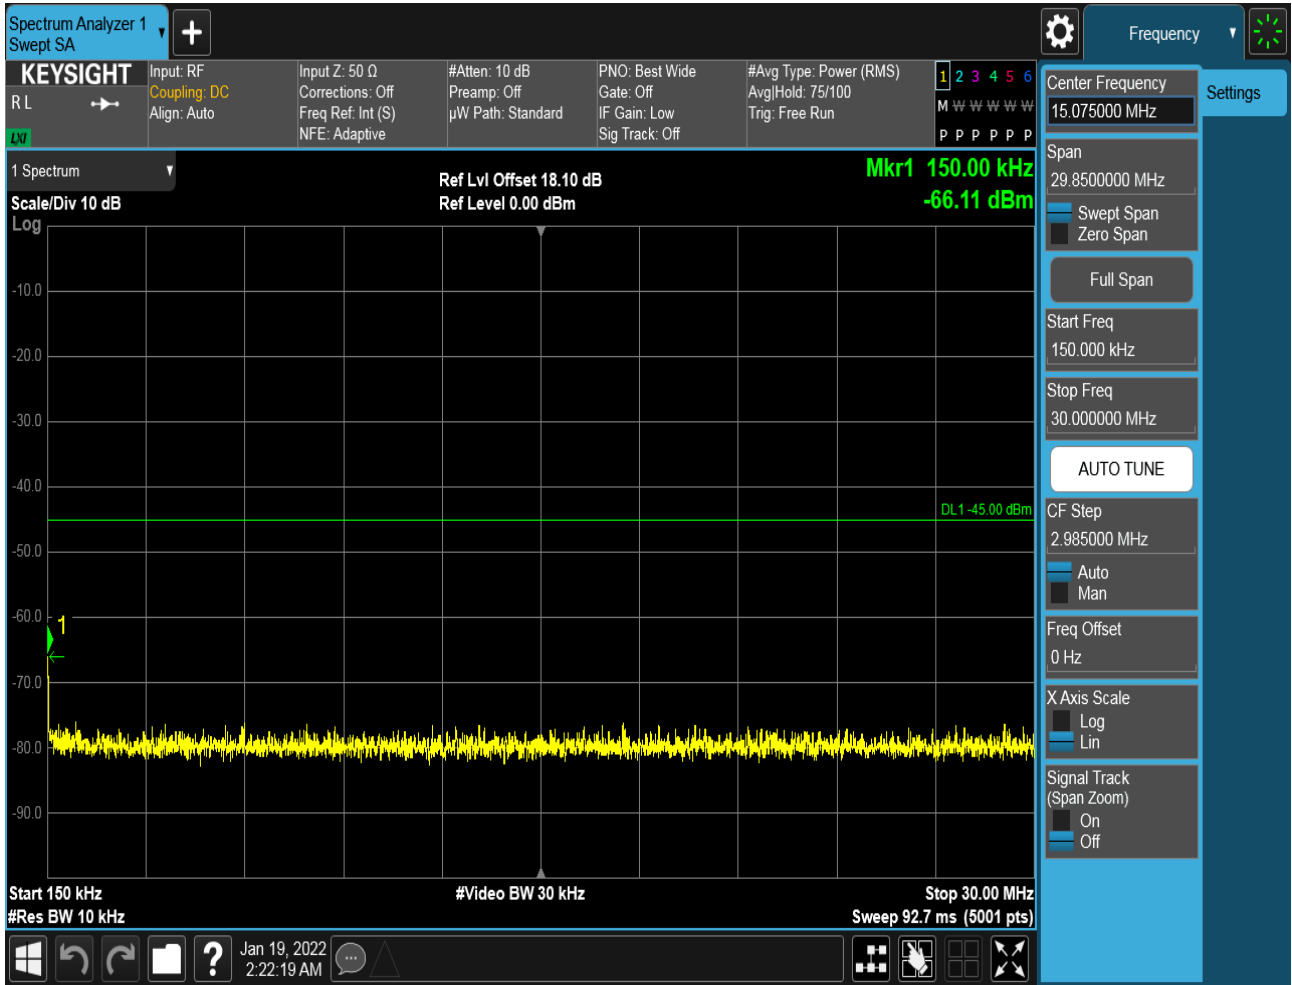 Spectrum Analyzer 1
Swept SA
+
Frequency
KEYSIGHT
R L
LXI
Input: RF
Coupling: DC
Align: Auto
Input Z: 50 Ω
Corrections: Off
Freq Ref: Int (S)
NFE: Adaptive
#Atten: 10 dB
Preamp: Off
µW Path: Standard
PNO: Best Wide
Gate: Off
IF Gain: Low
Sig Track: Off
#Avg Type: Power (RMS)
Avg|Hold: 75/100
Trig: Free Run
1 2 3 4 5 6
M W W W W W
P P P P P P
1 Spectrum
Scale/Div 10 dB
Log
Ref Lvl Offset 18.10 dB
Ref Level 0.00 dBm
Mkr1 150.00 kHz
-66.11 dBm
-10.0
-20.0
-30.0
-40.0
DL1 -45.00 dBm
-50.0
-60.0
1
-70.0
-80.0
-90.0
Start 150 kHz
#Video BW 30 kHz
Stop 30.00 MHz
#Res BW 10 kHz
Sweep 92.7 ms (5001 pts)
Center Frequency
15.075000 MHz
Settings
Span
29.8500000 MHz
Swept Span
Zero Span
Full Span
Start Freq
150.000 kHz
Stop Freq
30.000000 MHz
AUTO TUNE
CF Step
2.985000 MHz
Auto
Man
Freq Offset
0 Hz
X Axis Scale
Log
Lin
Signal Track
(Span Zoom)
On
Off
?
Jan 19, 2022
2:22:19 AM